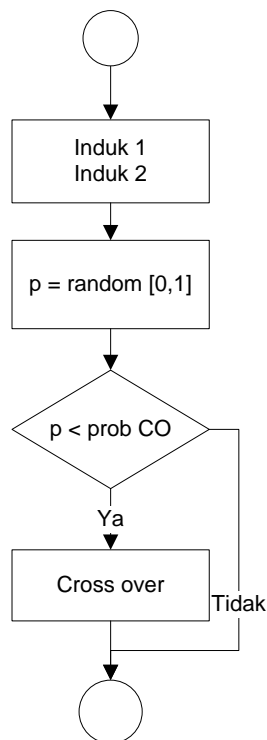 Induk 1
Induk 2
p = random [0,1]
p < prob CO
Ya
Cross over
Tidak